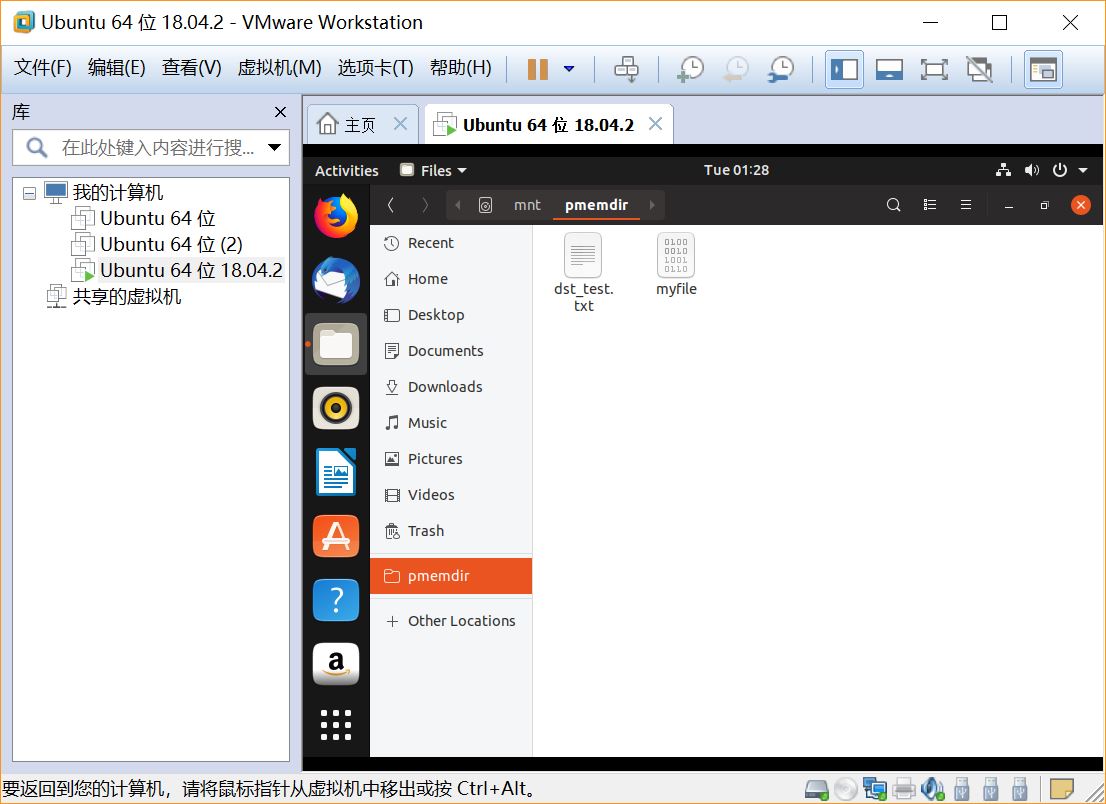 Ubuntu 64 位 18.04.2 - VMware Workstation
文件(F) 编辑(E) 查看(V) 虚拟机(M) 选项卡(T) 帮助(H)
库
在此处键入内容进行搜...
我的计算机
Ubuntu 64 位
Ubuntu 64 位 (2)
Ubuntu 64 位 18.04.2
共享的虚拟机
主页
Ubuntu 64 位 18.04.2
Activities Files Tue 01:28
mnt pmemdir
Recent
Home
Desktop
Documents
Downloads
Music
Pictures
Videos
Trash
pmemdir
Other Locations
dst_test.
txt
0100
0010
1001
0110
myfile
要返回到您的计算机，请将鼠标指针从虚拟机中移出或按 Ctrl+Alt。